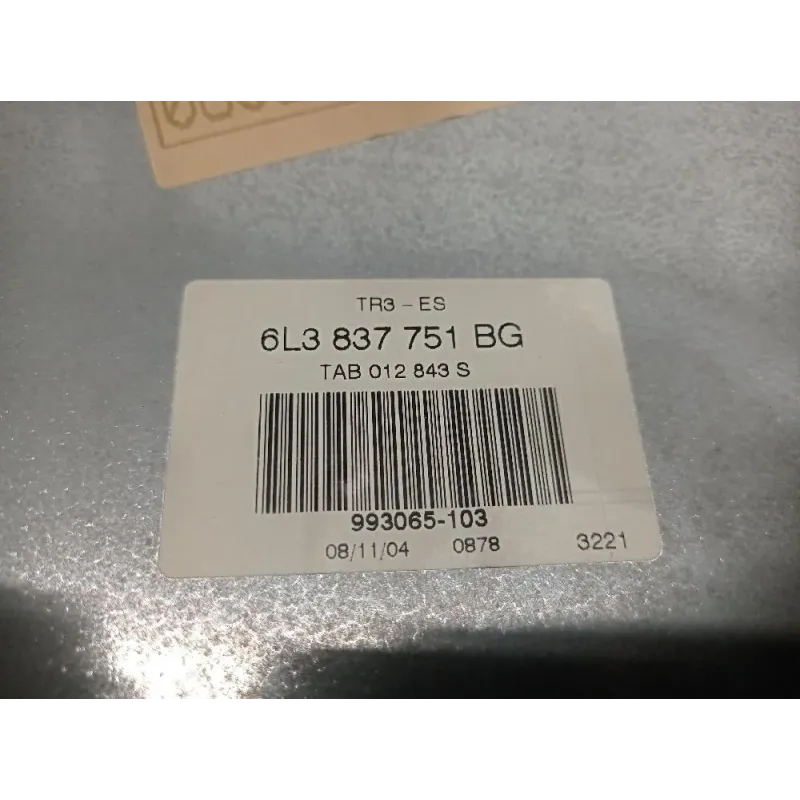 TR3 - ES
6L3 837 751 BG
TAB 012 843 S
993065-103
08/11/04 0878 3221